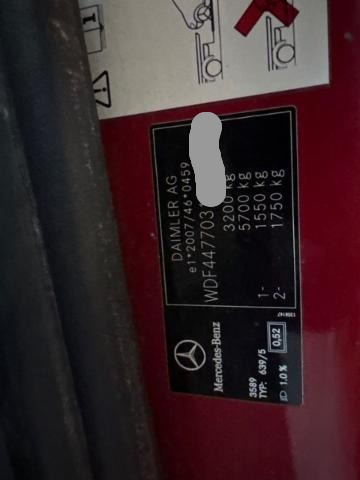 DAIMLER AG
e1*2007/46*0459
WDF447703
3200 kg
5700 kg
1- 1550 kg
2- 1750 kg
Mercedes-Benz
3589
TYP: 639/5
0,52
1.0 %